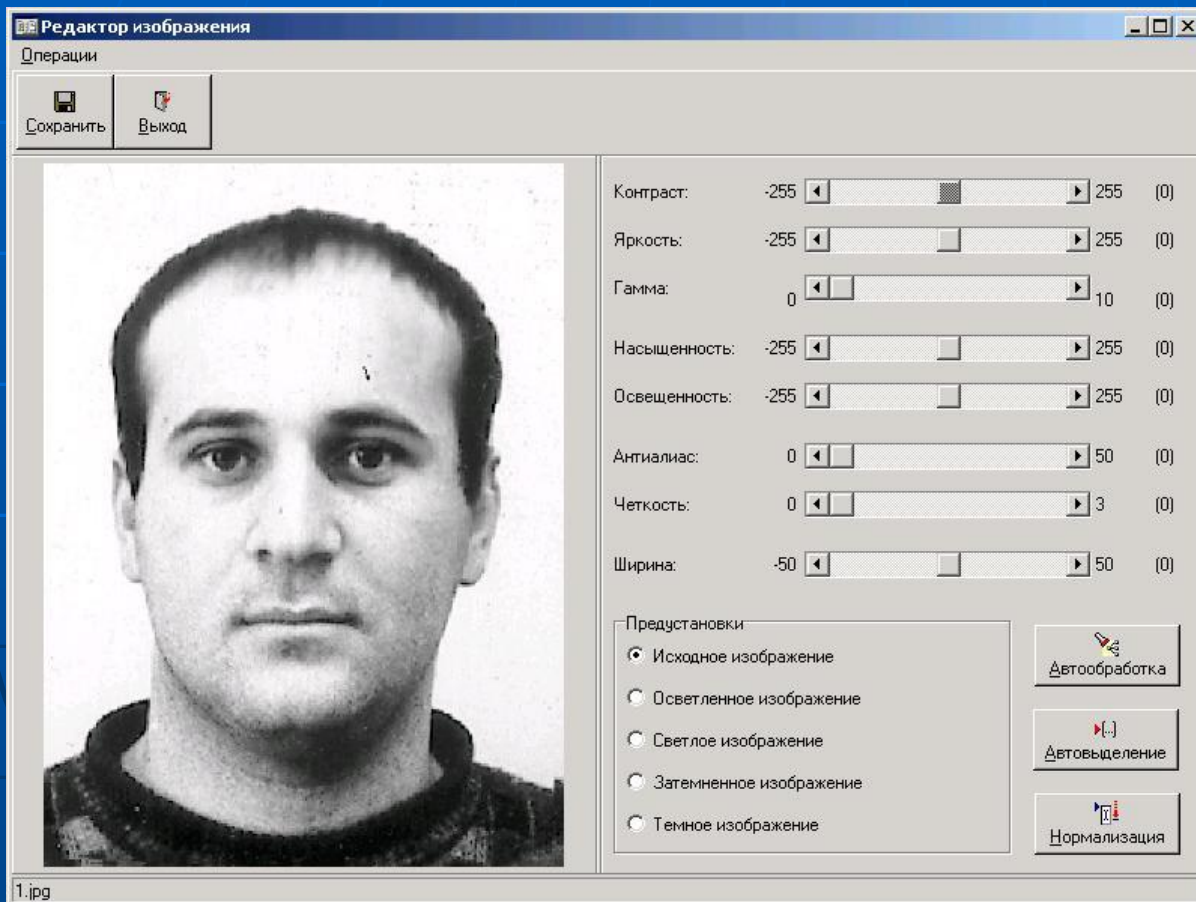 Редактор изображения
Операции
Сохранить Выход
Контраст: -255 255 (0)
Яркость: -255 255 (0)
Гамма: 0 10 (0)
Насыщенность: -255 255 (0)
Освещенность: -255 255 (0)
Антиалиас: 0 50 (0)
Четкость: 0 3 (0)
Ширина: -50 50 (0)
Предустановки
Исходное изображение
Осветленное изображение
Светлое изображение
Затемненное изображение
Темное изображение
Автообработка
Автовыделение
Нормализация
1.jpg